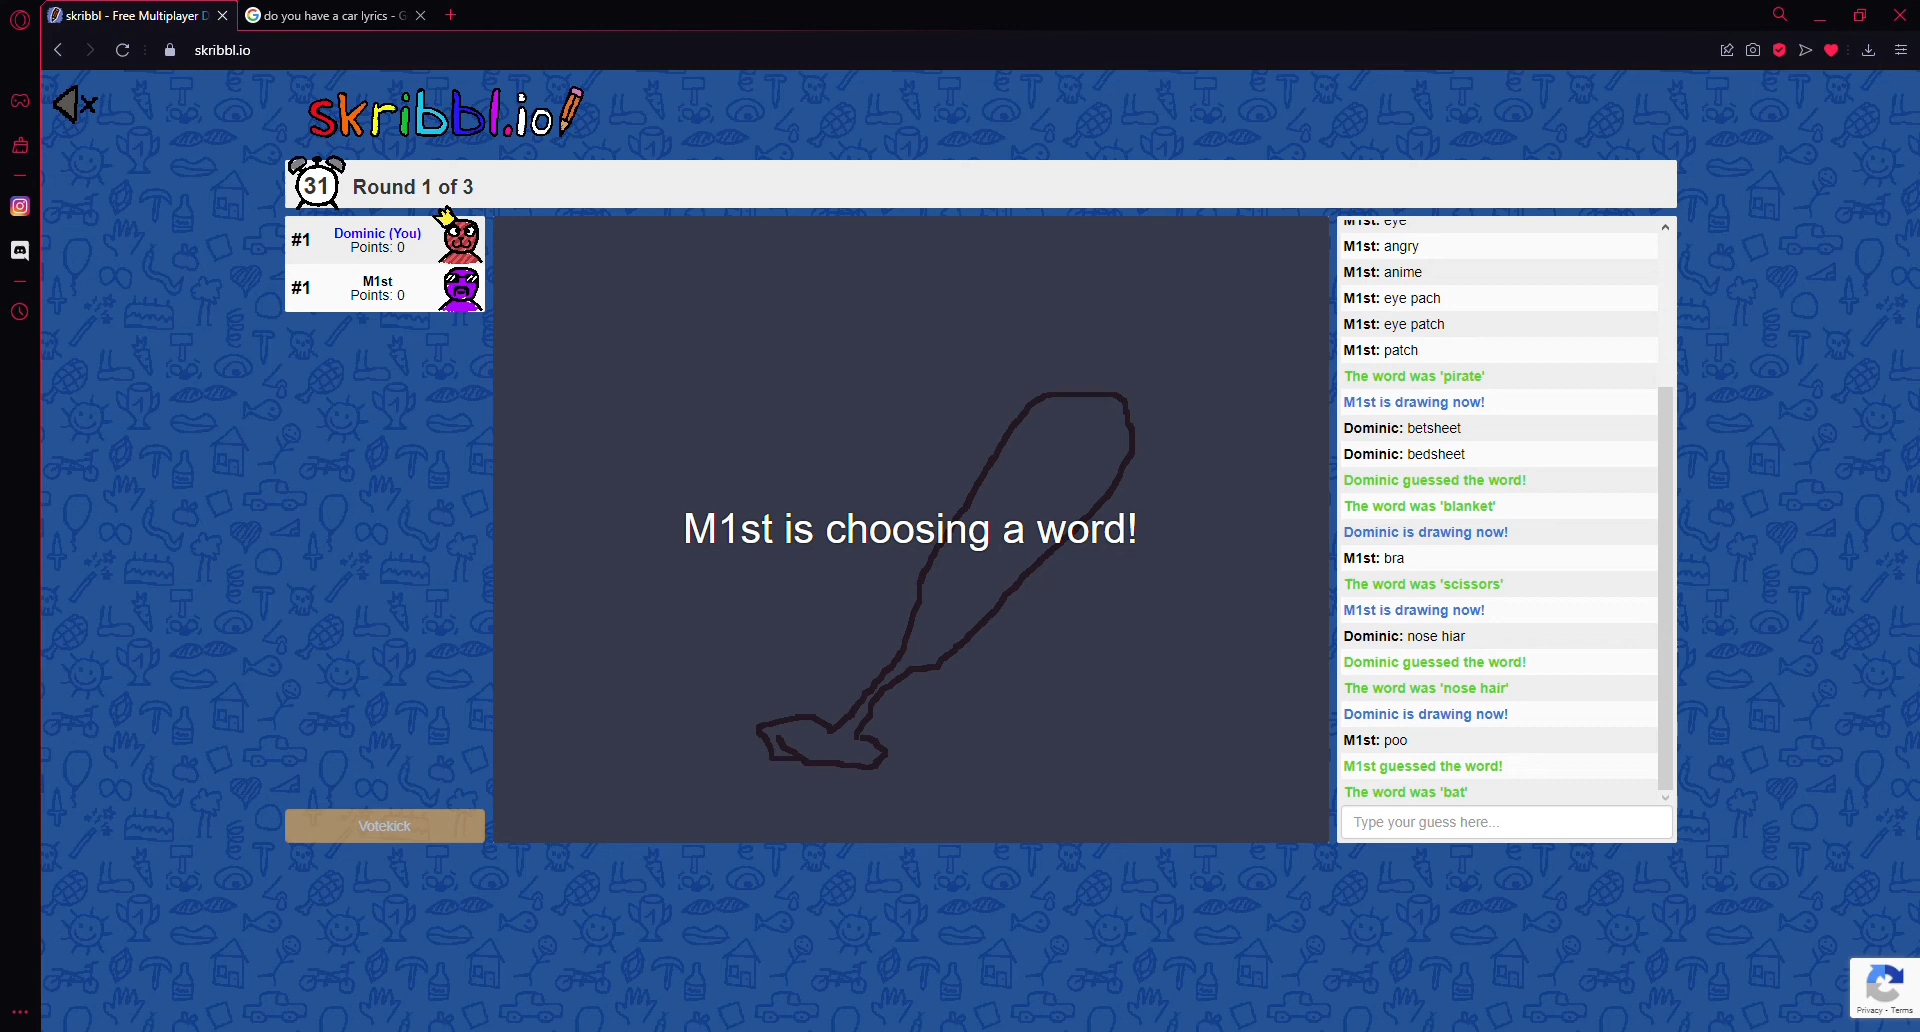 skribbl - Free Multiplayer D
do you have a car lyrics - G
skribbl.io
skribbl.io
31
Round 1 of 3
#1
Dominic (You)
Points: 0
#1
M1st
Points: 0
Votekick
M1st is choosing a word!
M1st: eye
M1st: angry
M1st: anime
M1st: eye pach
M1st: eye patch
M1st: patch
The word was 'pirate'
M1st is drawing now!
Dominic: betsheet
Dominic: bedsheet
Dominic guessed the word!
The word was 'blanket'
Dominic is drawing now!
M1st: bra
The word was 'scissors'
M1st is drawing now!
Dominic: nose hiar
Dominic guessed the word!
The word was 'nose hair'
Dominic is drawing now!
M1st: poo
M1st guessed the word!
The word was 'bat'
Type your guess here...
Privacy - Terms